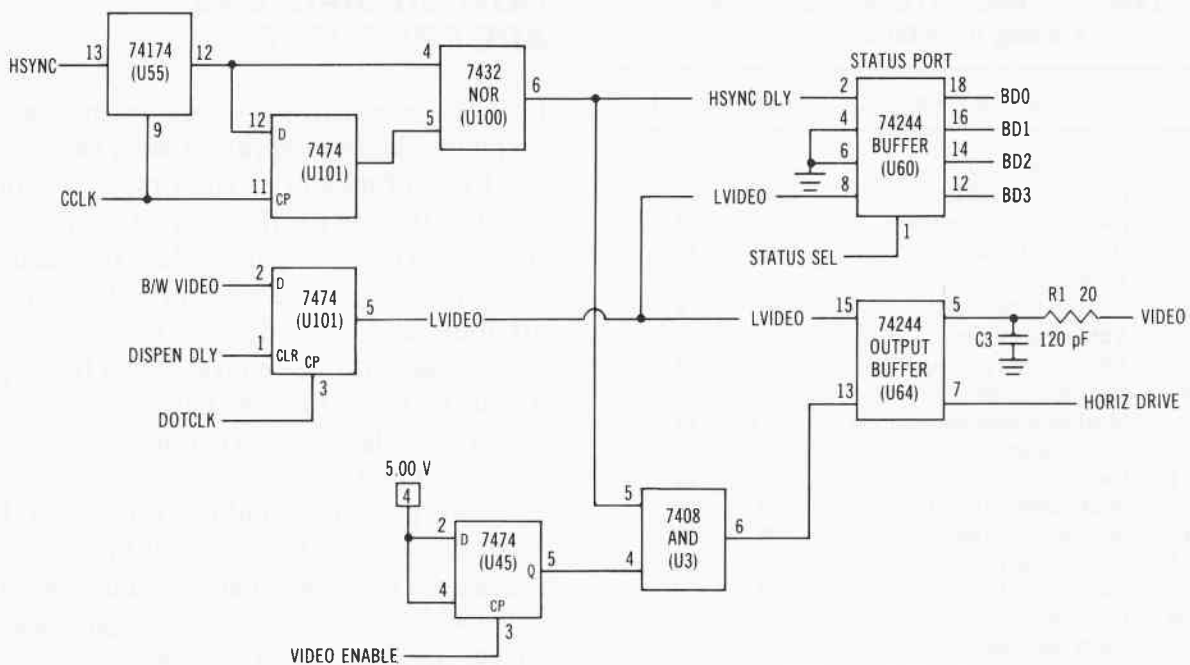 STATUS PORT
HSYNC
13
74174
(U55)
12
9
4
5
7432
NOR
(U100)
6
HSYNC DLY
2
4
6
8
74244
BUFFER
(U60)
18
16
14
12
BD0
BD1
BD2
BD3
1
STATUS SEL
12
D
7474
(U101)
11
CP
CCLK
LVIDEO
B/W VIDEO
2
D
7474
(U101)
5
DISPEN DLY
1
CLR
CP
3
DOTCLK
LVIDEO
LVIDEO
15
13
74244
OUTPUT
BUFFER
(U64)
5
7
R1 20
VIDEO
C3
120 pF
HORIZ DRIVE
5.00 V
4
2
D
7474
(U45)
Q
5
4
CP
3
VIDEO ENABLE
5
4
7408
AND
(U3)
6